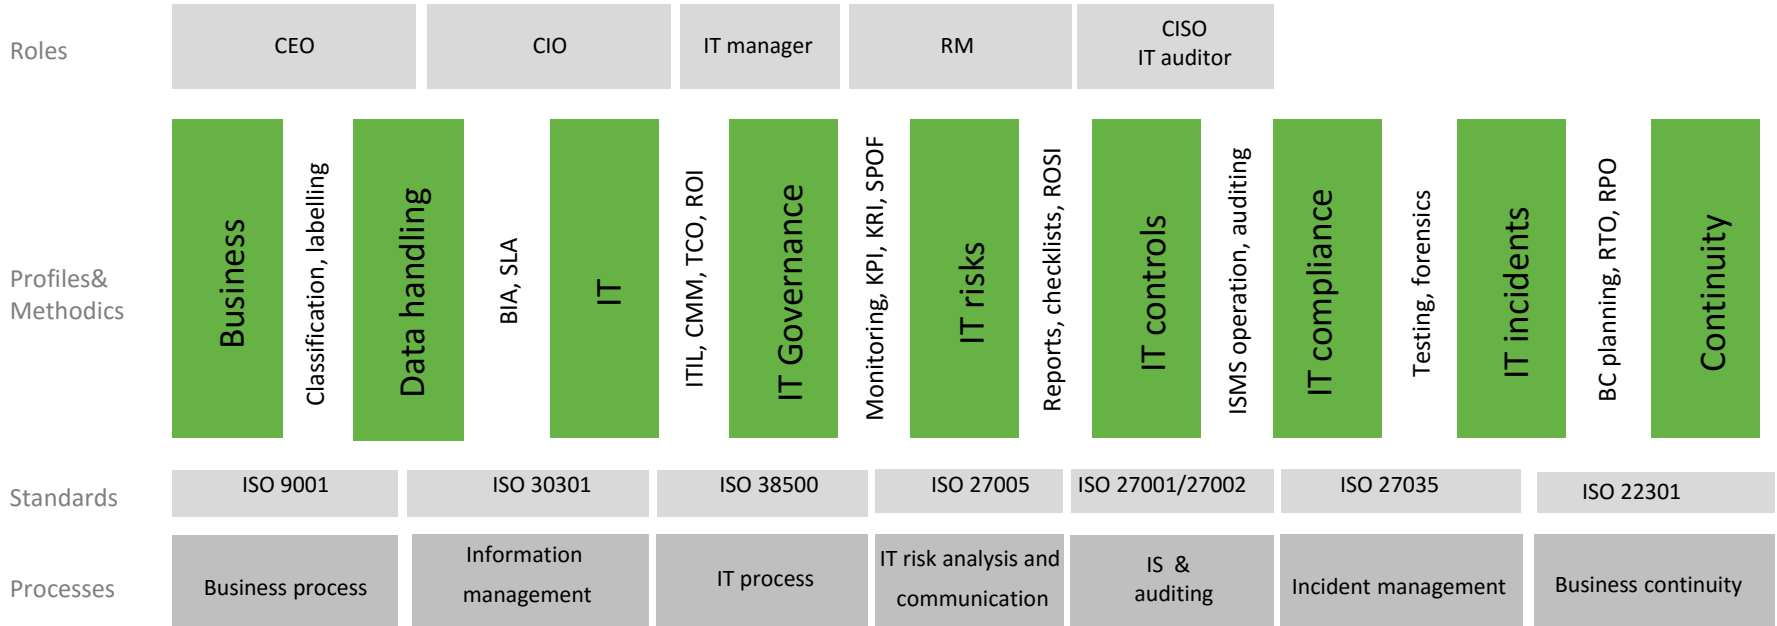 Roles
CEO
CIO
IT manager
RM
CISO
IT auditor
Profiles&
Methodics
Business
Classification, labelling
Data handling
BIA, SLA
IT
ITIL, CMM, TCO, ROI
IT Governance
Monitoring, KPI, KRI, SPOF
IT risks
Reports, checklists, ROSI
IT controls
ISMS operation, auditing
IT compliance
Testing, forensics
IT incidents
BC planning, RTO, RPO
Continuity
Standards
ISO 9001
ISO 30301
ISO 38500
ISO 27005
ISO 27001/27002
ISO 27035
ISO 22301
Processes
Business process
Information
management
IT process
IT risk analysis and
communication
IS &
auditing
Incident management
Business continuity